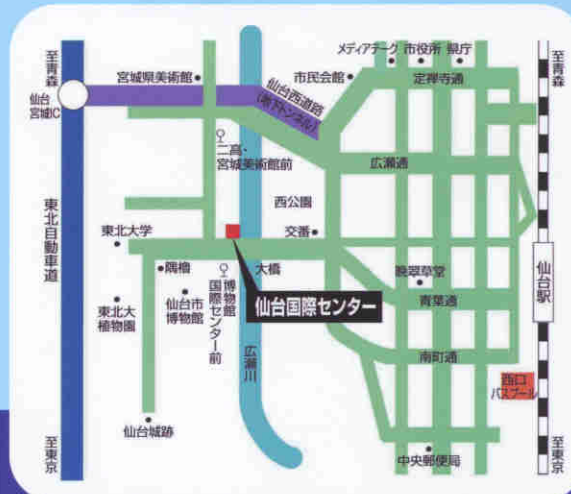 至青森
仙台
宮城IC
東北自動車道
至東京
宮城県美術館
仙台西道路
(地下トンネル)
市民会館
メディアテーク
市役所
県庁
定禅寺通
至青森
二高・
宮城美術館前
広瀬通
西公園
東北大学
交番
隅櫓
大橋
晩翠草堂
仙台駅
東北大
植物園
仙台市
博物館
博物館
国際センター前
仙台国際センター
青葉通
広瀬川
南町通
西口
バスプール
仙台城跡
中央郵便局
至東京